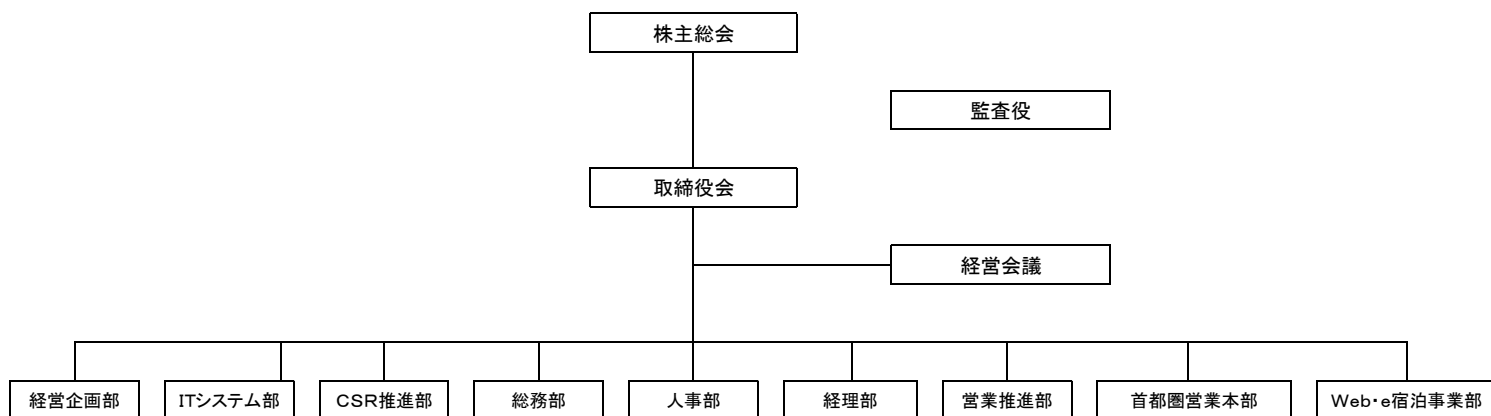 株主総会
監査役
取締役会
経営会議
経営企画部
ITシステム部
CSR推進部
総務部
人事部
経理部
営業推進部
首都圏営業本部
Web・e宿泊事業部